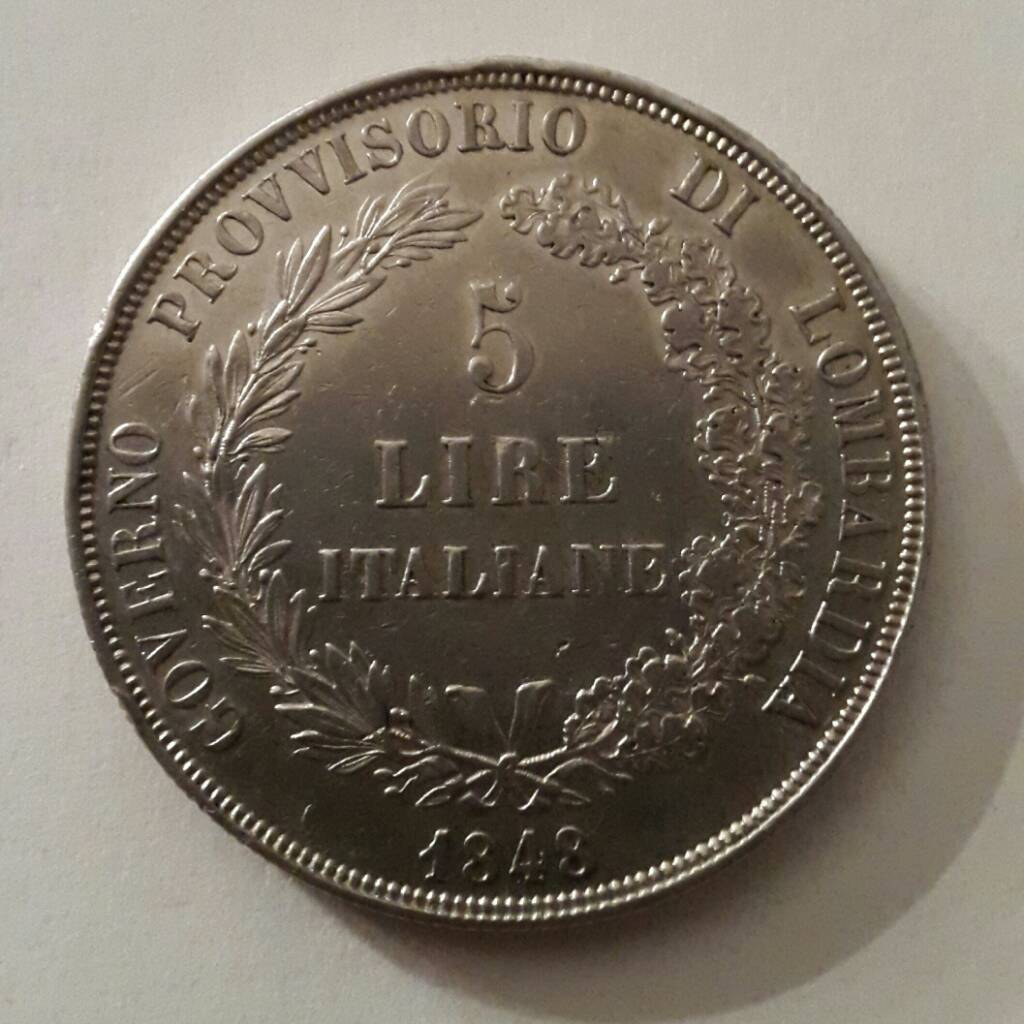 GOVERNO PROVVISORIO DI LOMBARDIA
5
LIRE
ITALIANE
1848